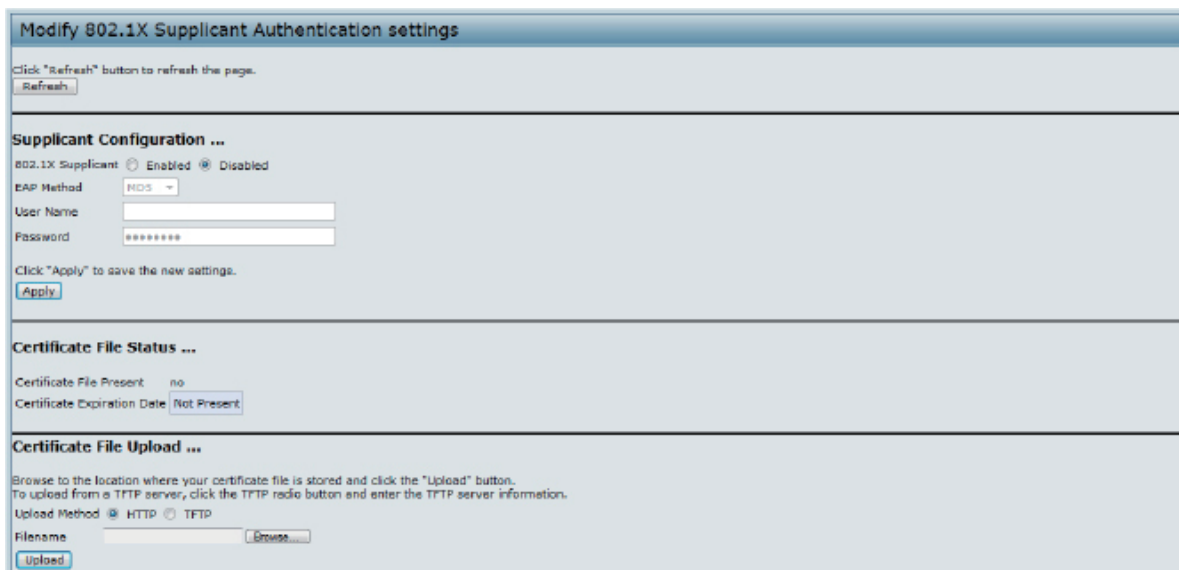 Modify 802.1X Supplicant Authentication settings
Click "Refresh" button to refresh the page.
Refresh
Supplicant Configuration ...
802.1X Supplicant Enabled Disabled
EAP Method MD5
User Name
Password ********
Click "Apply" to save the new settings.
Apply
Certificate File Status ...
Certificate File Present no
Certificate Expiration Date Not Present
Certificate File Upload ...
Browse to the location where your certificate file is stored and click the "Upload" button.
To upload from a TFTP server, click the TFTP radio button and enter the TFTP server information.
Upload Method HTTP TFTP
Filename Browse...
Upload